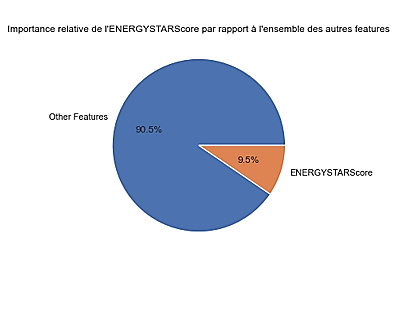 Importance relative de l'ENERGYSTARScore par rapport à l'ensemble des autres features
Other Features
90.5%
9.5%
ENERGYSTARScore